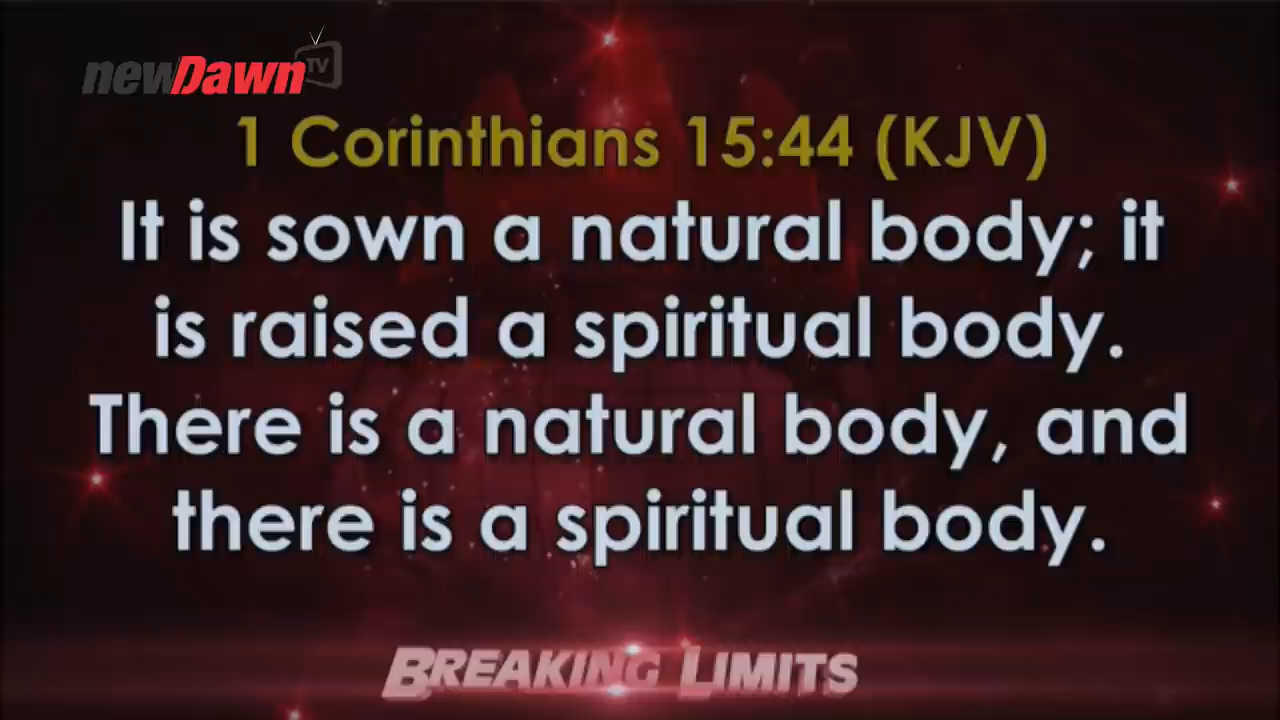 newDawn TV
1 Corinthians 15:44 (KJV)
It is sown a natural body; it
is raised a spiritual body.
There is a natural body, and
there is a spiritual body.
BREAKING LIMITS